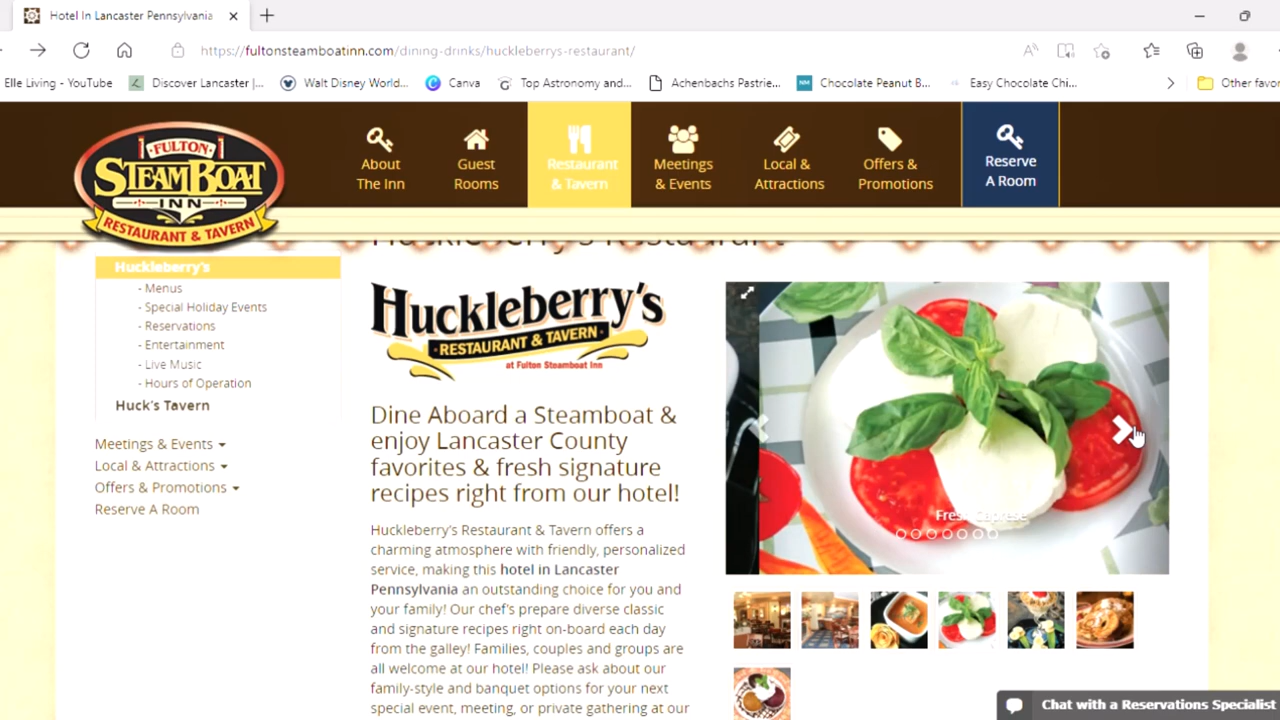 Hotel In Lancaster Pennsylvania
https://fultonsteamboatinn.com/dining-drinks/huckleberrys-restaurant/
Elle Living - YouTube
Discover Lancaster |...
Walt Disney World...
Canva
Top Astronomy and...
Achenbachs Pastrie...
NM
Chocolate Peanut B...
Easy Chocolate Chi...
Other favor
FULTON
STEAMBOAT
INN
RESTAURANT & TAVERN
About
The Inn
Guest
Rooms
Restaurant
& Tavern
Meetings
& Events
Local &
Attractions
Offers &
Promotions
Reserve
A Room
Huckleberry's Restaurant
Huckleberry's
- Menus
- Special Holiday Events
- Reservations
- Entertainment
- Live Music
- Hours of Operation
Huck's Tavern
Meetings & Events
Local & Attractions
Offers & Promotions
Reserve A Room
Huckleberry's
RESTAURANT & TAVERN
at Fulton Steamboat Inn
Dine Aboard a Steamboat &
enjoy Lancaster County
favorites & fresh signature
recipes right from our hotel!
Huckleberry's Restaurant & Tavern offers a
charming atmosphere with friendly, personalized
service, making this hotel in Lancaster
Pennsylvania an outstanding choice for you and
your family! Our chef's prepare diverse classic
and signature recipes right on-board each day
from the galley! Families, couples and groups are
all welcome at our hotel! Please ask about our
family-style and banquet options for your next
special event, meeting, or private gathering at our
Fresh Caprese
Chat with a Reservations Specialist